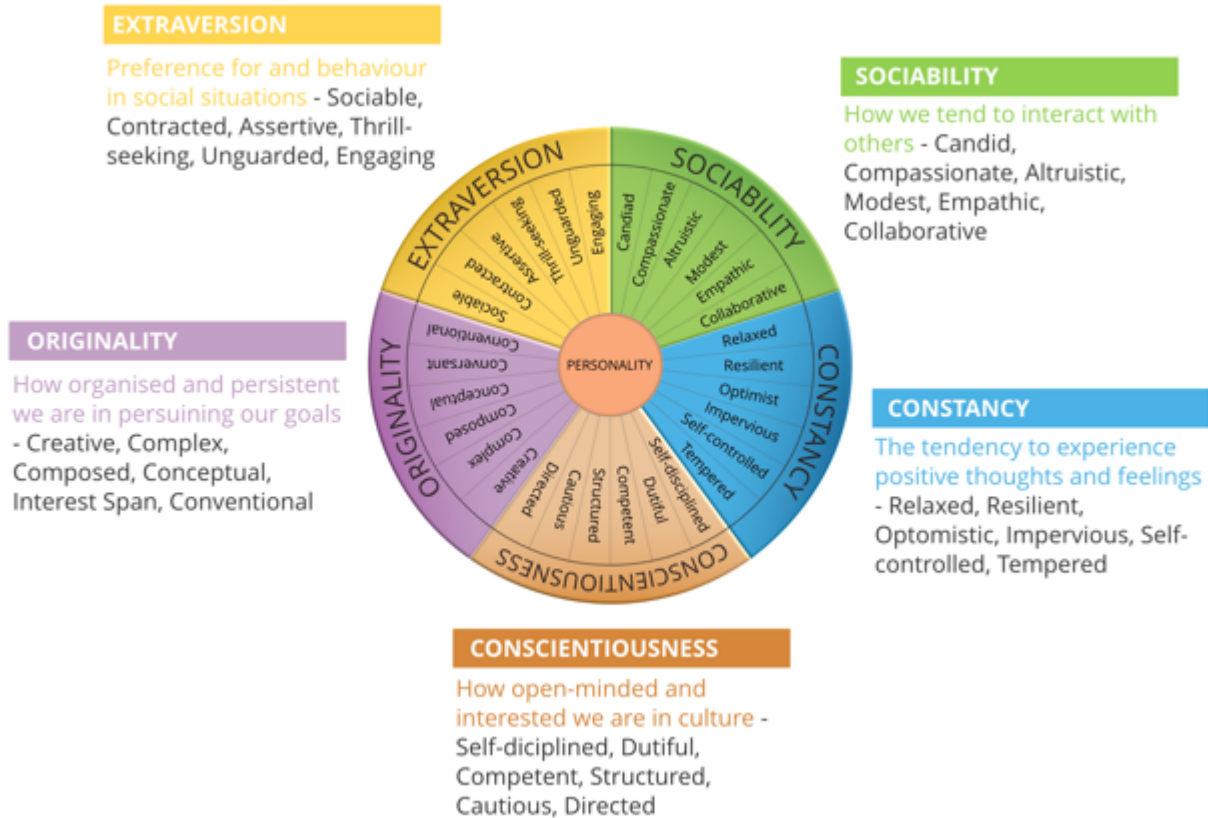 EXTRAVERSION
Preference for and behaviour
in social situations - Sociable,
Contracted, Assertive, Thrill-
seeking, Unguarded, Engaging
SOCIABILITY
How we tend to interact with
others - Candid,
Compassionate, Altruistic,
Modest, Empathic,
Collaborative
ORIGINALITY
How organised and persistent
we are in persuining our goals
- Creative, Complex,
Composed, Conceptual,
Interest Span, Conventional
CONSTANCY
The tendency to experience
positive thoughts and feelings
- Relaxed, Resilient,
Optomistic, Impervious, Self-
controlled, Tempered
CONSCIENTIOUSNESS
How open-minded and
interested we are in culture -
Self-diciplined, Dutiful,
Competent, Structured,
Cautious, Directed
PERSONALITY
EXTRAVERSION
Sociable
Contracted
Assertive
Thrill-seeking
Unguarded
Engaging
SOCIABILITY
Candiad
Compassionate
Altruistic
Modest
Empathic
Collaborative
CONSTANCY
Relaxed
Resilient
Optimist
Impervious
Self-controlled
Tempered
CONSCIENTIOUSNESS
Self-disciplined
Dutiful
Competent
Structured
Cautious
Directed
ORIGINALITY
Creative
Complex
Composed
Conceptual
Conversant
Conventional